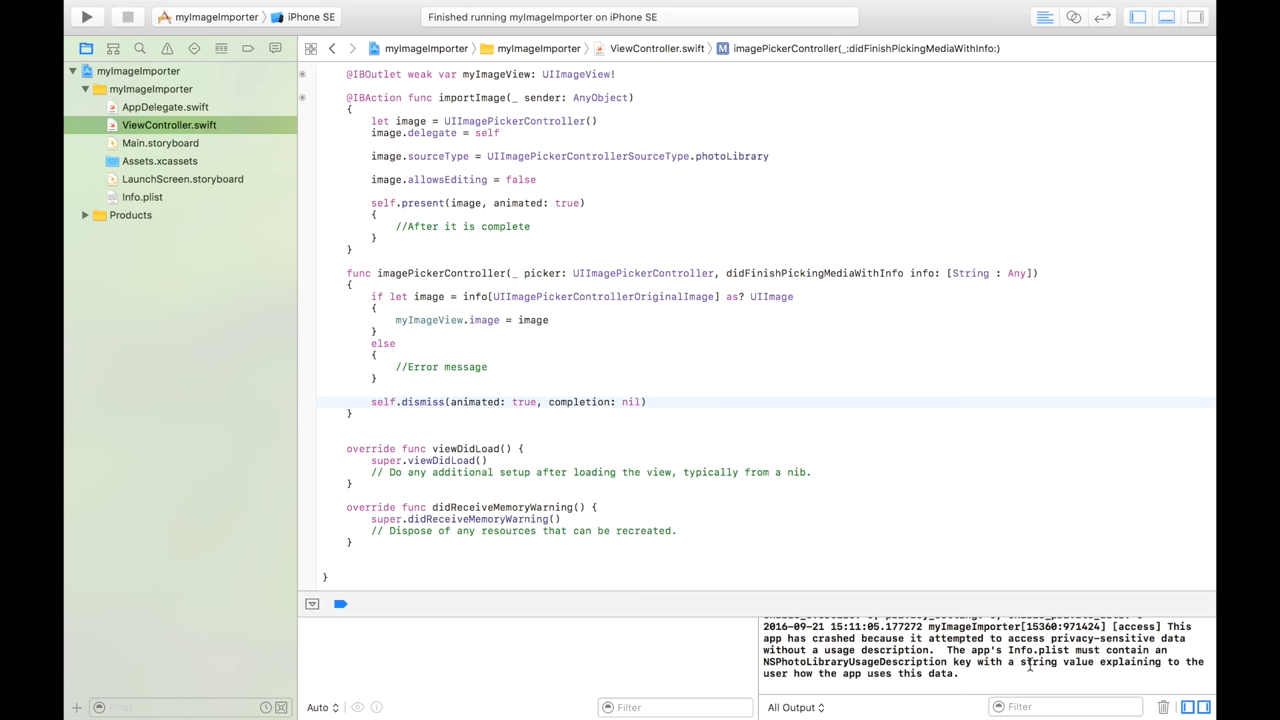 myImageImporter iPhone SE
Finished running myImageImporter on iPhone SE
myImageImporter myImageImporter ViewController.swift M imagePickerController(_:didFinishPickingMediaWithInfo:)
myImageImporter
myImageImporter
AppDelegate.swift
ViewController.swift
Main.storyboard
Assets.xcassets
LaunchScreen.storyboard
Info.plist
Products
@IBOutlet weak var myImageView: UIImageView!
@IBAction func importImage(_ sender: AnyObject)
{
let image = UIImagePickerController()
image.delegate = self
image.sourceType = UIImagePickerControllerSourceType.photoLibrary
image.allowsEditing = false
self.present(image, animated: true)
{
//After it is complete
}
}
func imagePickerController(_ picker: UIImagePickerController, didFinishPickingMediaWithInfo info: [String : Any])
{
if let image = info[UIImagePickerControllerOriginalImage] as? UIImage
{
myImageView.image = image
}
else
{
//Error message
}
self.dismiss(animated: true, completion: nil)
}
override func viewDidLoad() {
super.viewDidLoad()
// Do any additional setup after loading the view, typically from a nib.
}
override func didReceiveMemoryWarning() {
super.didReceiveMemoryWarning()
// Dispose of any resources that can be recreated.
}
}
2016-09-21 15:11:05.177272 myImageImporter[15360:971424] [access] This
app has crashed because it attempted to access privacy-sensitive data
without a usage description. The app's Info.plist must contain an
NSPhotoLibraryUsageDescription key with a string value explaining to the
user how the app uses this data.
Filter
Auto
Filter
All Output
Filter